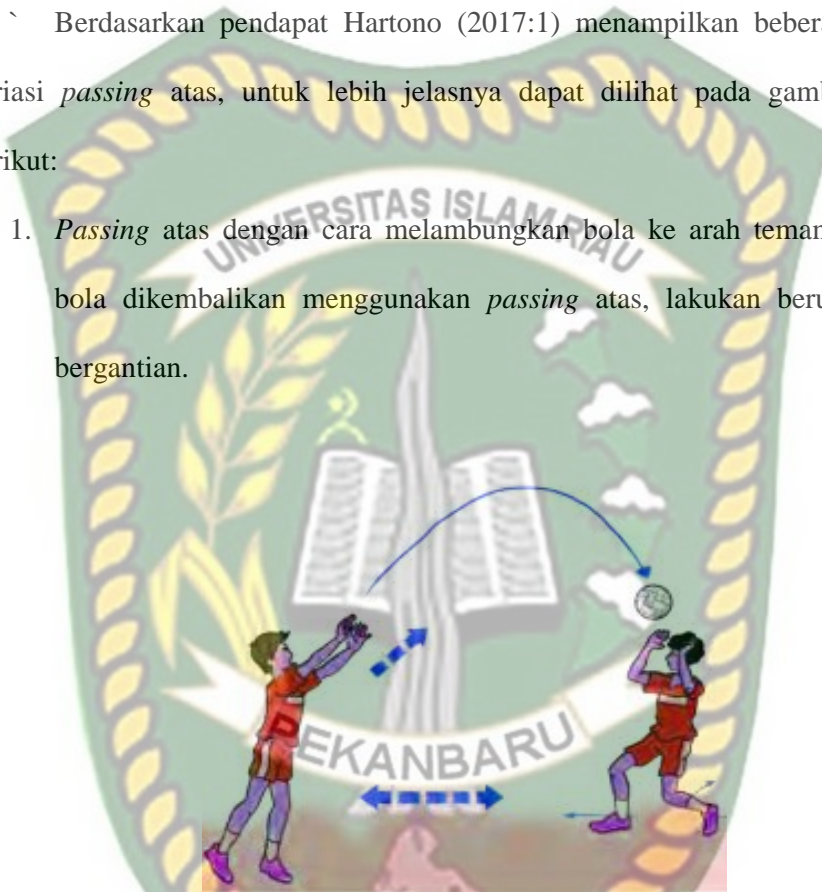 ` Berdasarkan pendapat Hartono (2017:1) menampilkan bebera
riasi passing atas, untuk lebih jelasnya dapat dilihat pada gamb
rikut:
UNIVERSITAS ISLAM RIAU
1. Passing atas dengan cara melambungkan bola ke arah teman
bola dikembalikan menggunakan passing atas, lakukan beru
bergantian.
PEKANBARU